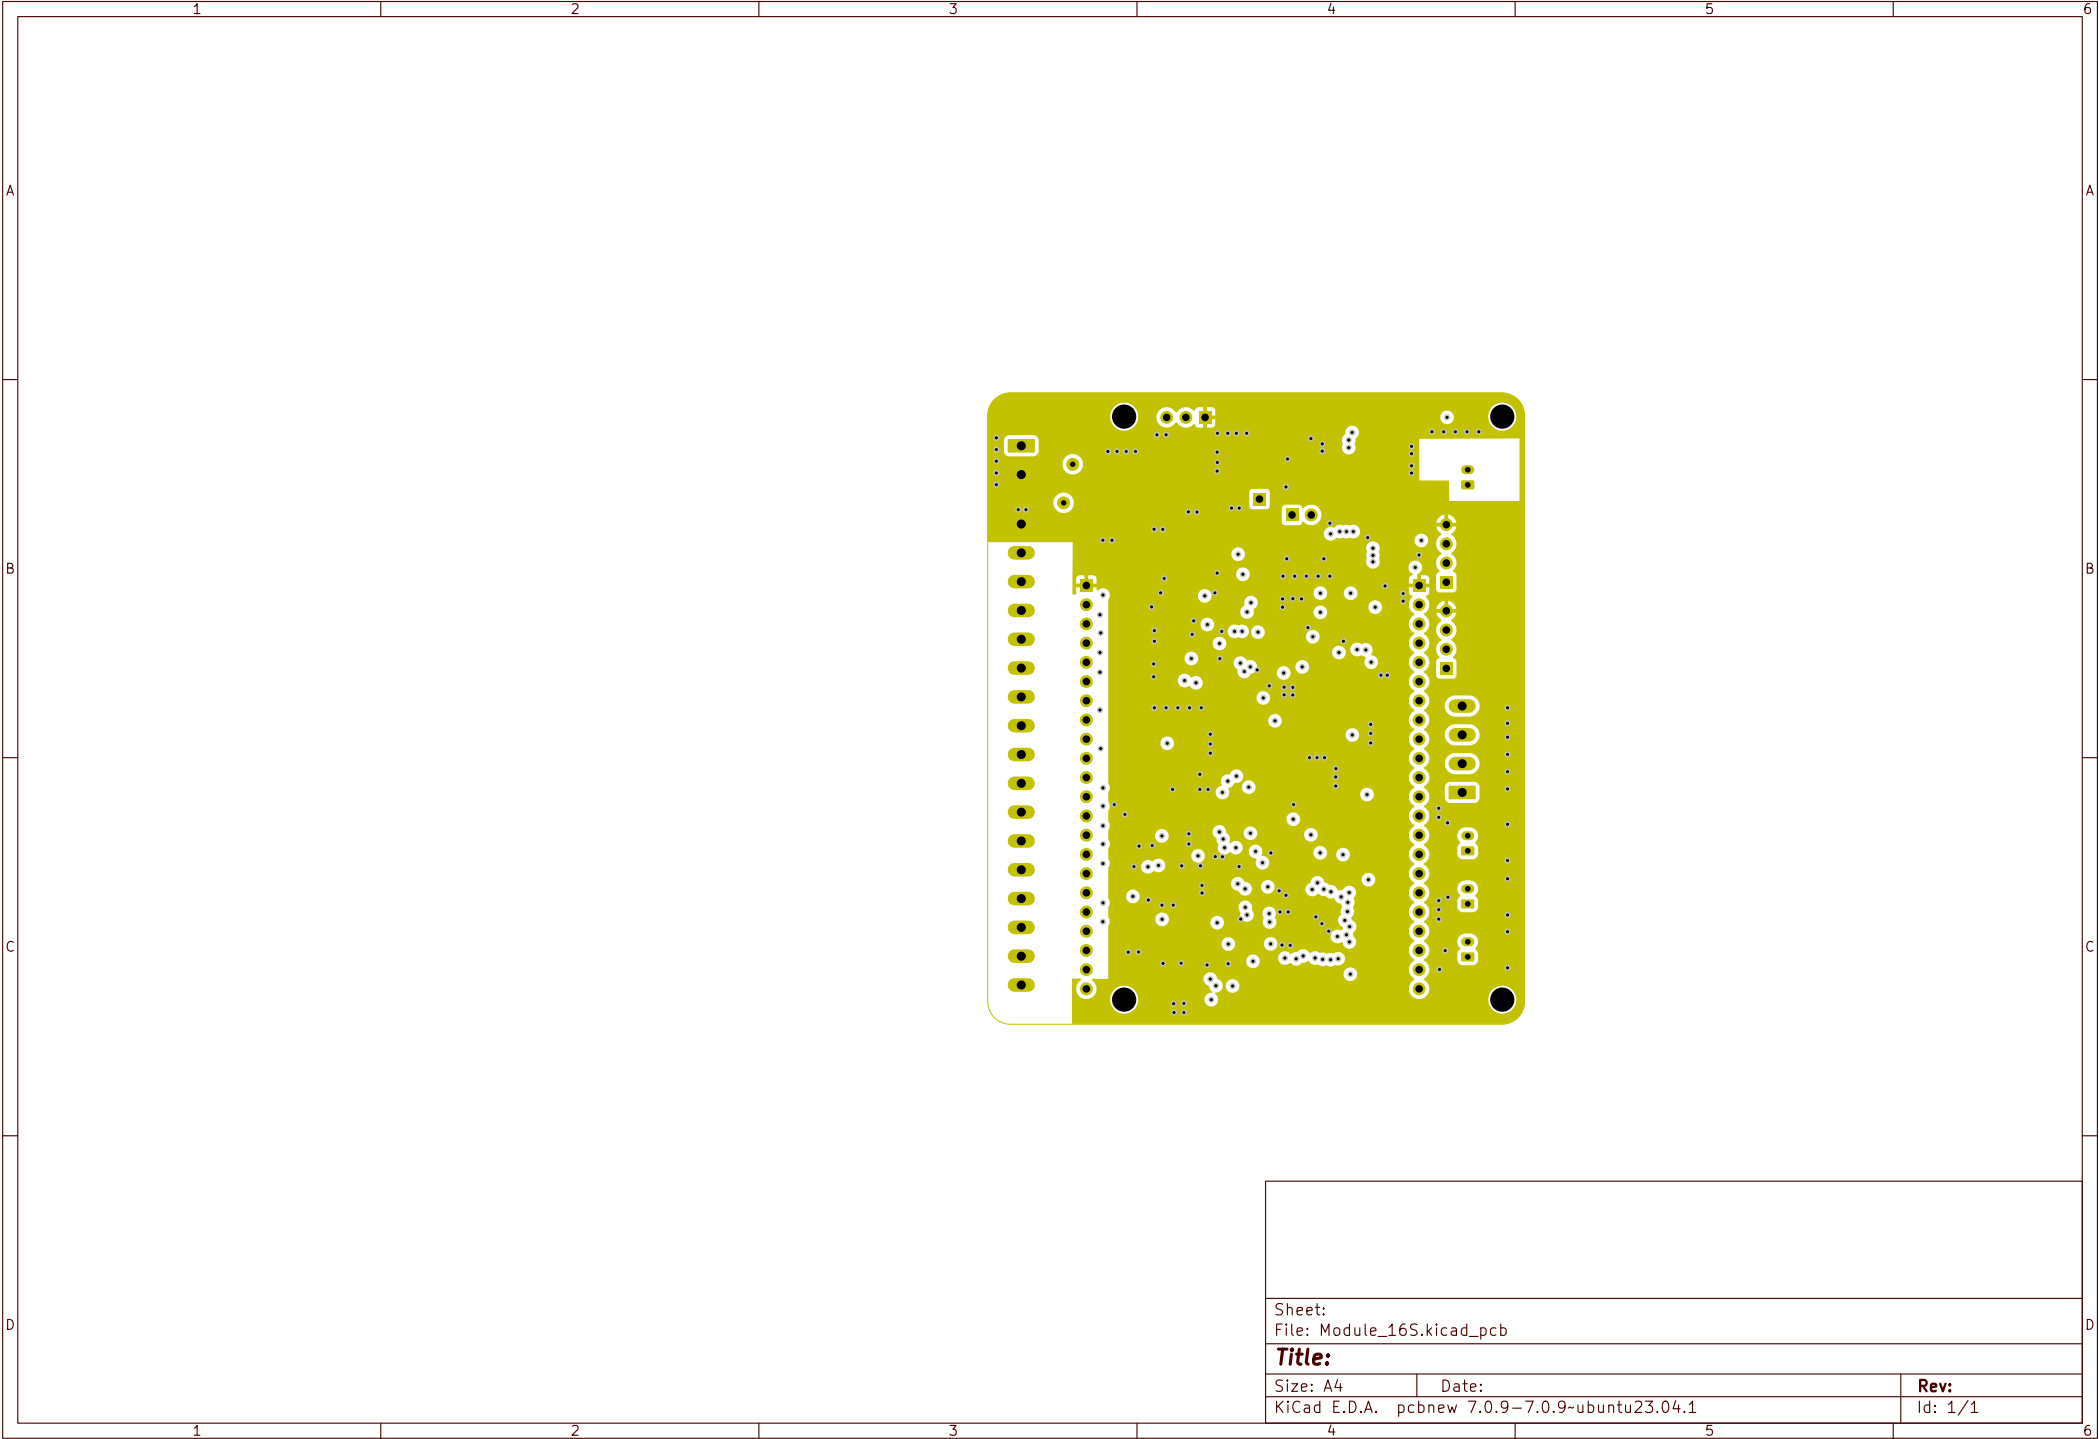 1 2 3 4 5 6
A A
B B
C C
D D
Sheet:
File: Module_16S.kicad_pcb
Title:
Size: A4 Date: Rev:
KiCad E.D.A. pcbnew 7.0.9-7.0.9~ubuntu23.04.1 Id: 1/1
1 2 3 4 5 6